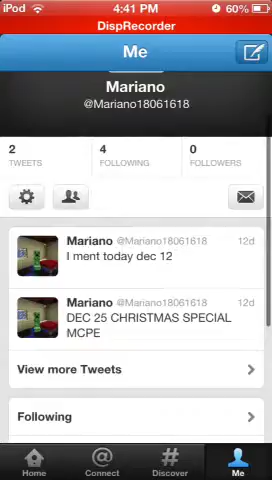 iPod 4:41 PM 60%
DispRecorder
Me
Mariano
@Mariano18061618
2 4 0
TWEETS FOLLOWING FOLLOWERS
Mariano @Mariano18061618 12d
I ment today dec 12
Mariano @Mariano18061618 12d
DEC 25 CHRISTMAS SPECIAL
MCPE
View more Tweets
Following
Home Connect Discover Me